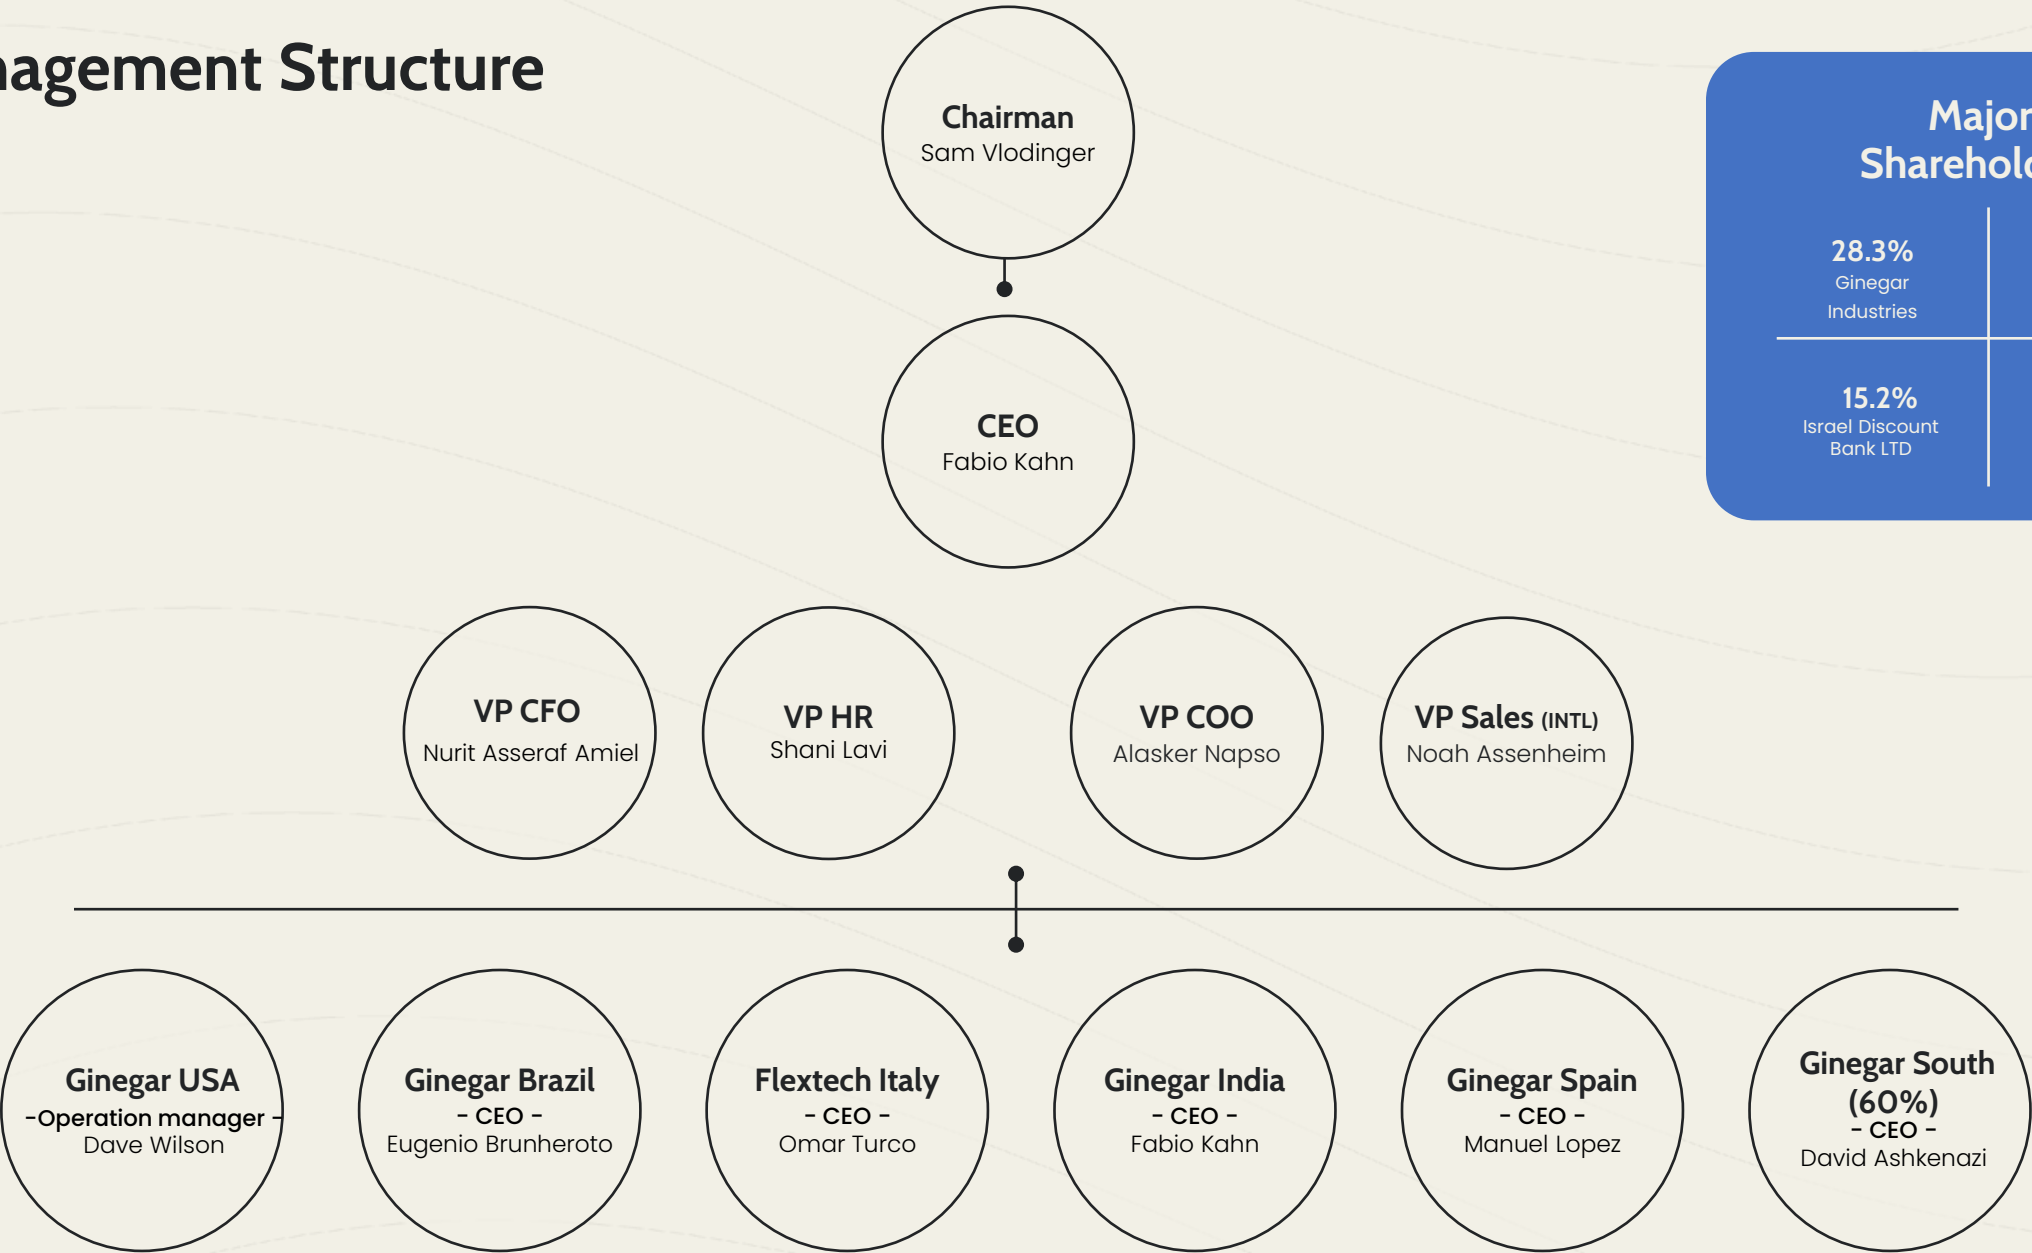 nagement Structure
Chairman
Sam Vlodinger
Major
Sharehold
28.3%
Ginegar
Industries
15.2%
Israel Discount
Bank LTD
CEO
Fabio Kahn
VP CFO
Nurit Asseraf Amiel
VP HR
Shani Lavi
VP COO
Alasker Napso
VP Sales (INTL)
Noah Assenheim
Ginegar USA
-Operation manager -
Dave Wilson
Ginegar Brazil
- CEO -
Eugenio Brunheroto
Flextech Italy
- CEO -
Omar Turco
Ginegar India
- CEO -
Fabio Kahn
Ginegar Spain
- CEO -
Manuel Lopez
Ginegar South
(60%)
- CEO -
David Ashkenazi